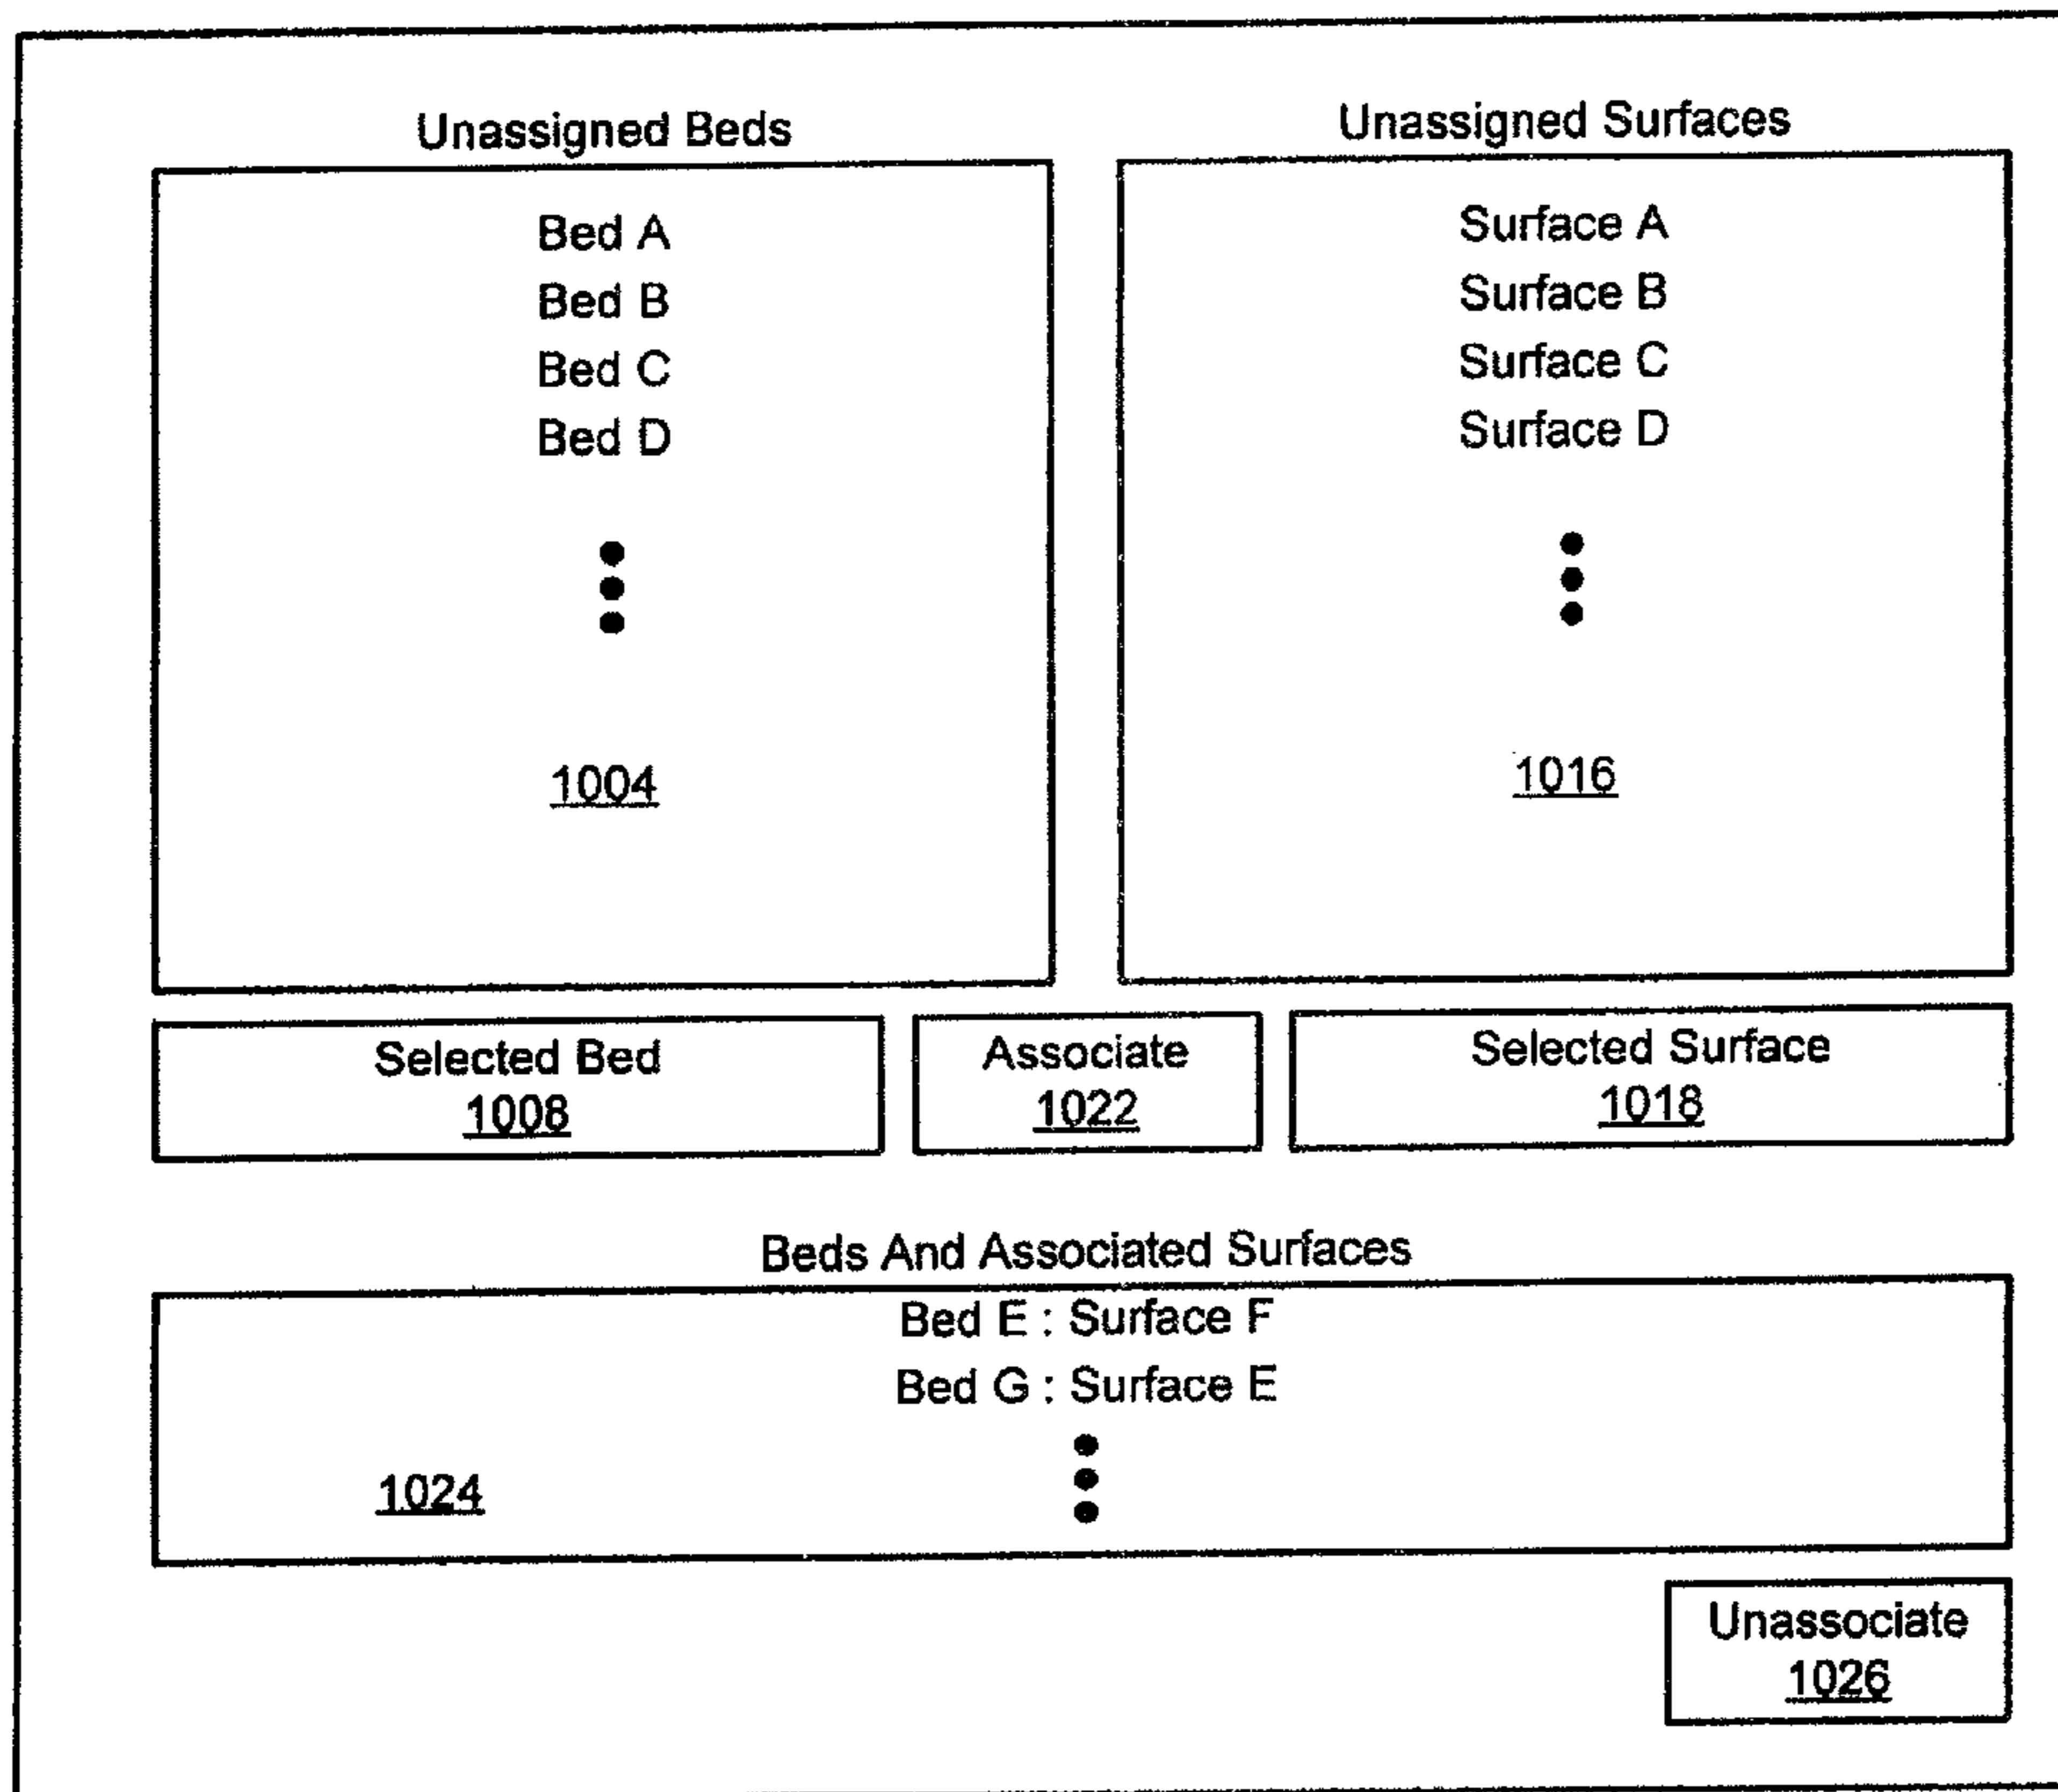 Unassigned Beds
Bed A
Bed B
Bed C
Bed D
1004
Unassigned Surfaces
Surface A
Surface B
Surface C
Surface D
1016
Selected Bed
1008
Associate
1022
Selected Surface
1018
Beds And Associated Surfaces
Bed E : Surface F
Bed G : Surface E
1024
Unassociate
1026